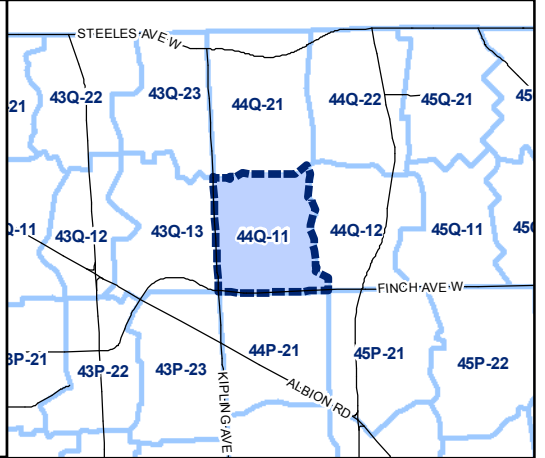 STEELES AVE W
21
43Q-22
43Q-23
44Q-21
44Q-22
45Q-21
45
Q-11
43Q-12
43Q-13
44Q-11
44Q-12
45Q-11
45Q
FINCH AVE W
3P-21
43P-22
43P-23
44P-21
45P-21
45P-22
KIPLING AVE
ALBION RD